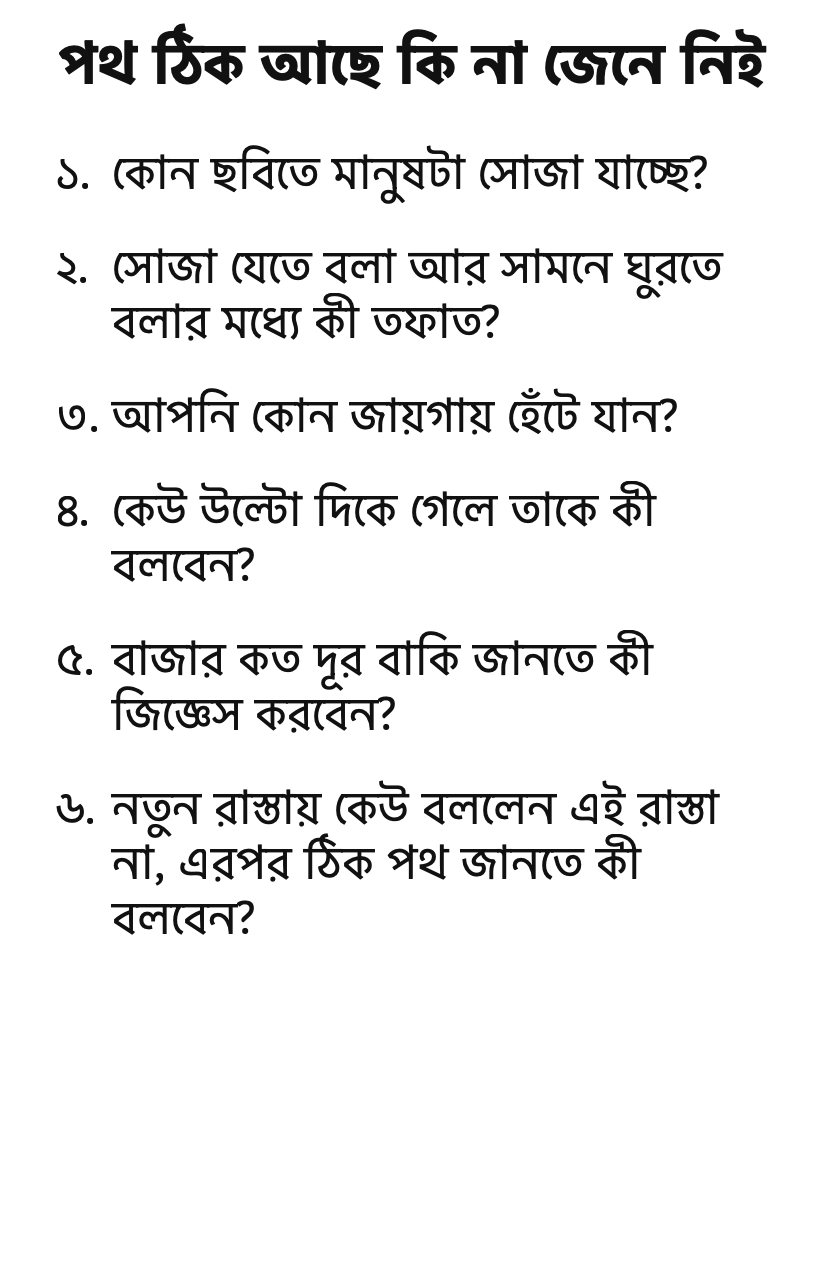 পথ ঠিক আছে কি না জেনে নিই
১. কোন ছবিতে মানুষটা সোজা যাচ্ছে?
২. সোজা যেতে বলা আর সামনে ঘুরতে
বলার মধ্যে কী তফাত?
৩. আপনি কোন জায়গায় হেঁটে যান?
৪. কেউ উল্টো দিকে গেলে তাকে কী
বলবেন?
৫. বাজার কত দূর বাকি জানতে কী
জিজ্ঞেস করবেন?
৬. নতুন রাস্তায় কেউ বললেন এই রাস্তা
না, এরপর ঠিক পথ জানতে কী
বলবেন?